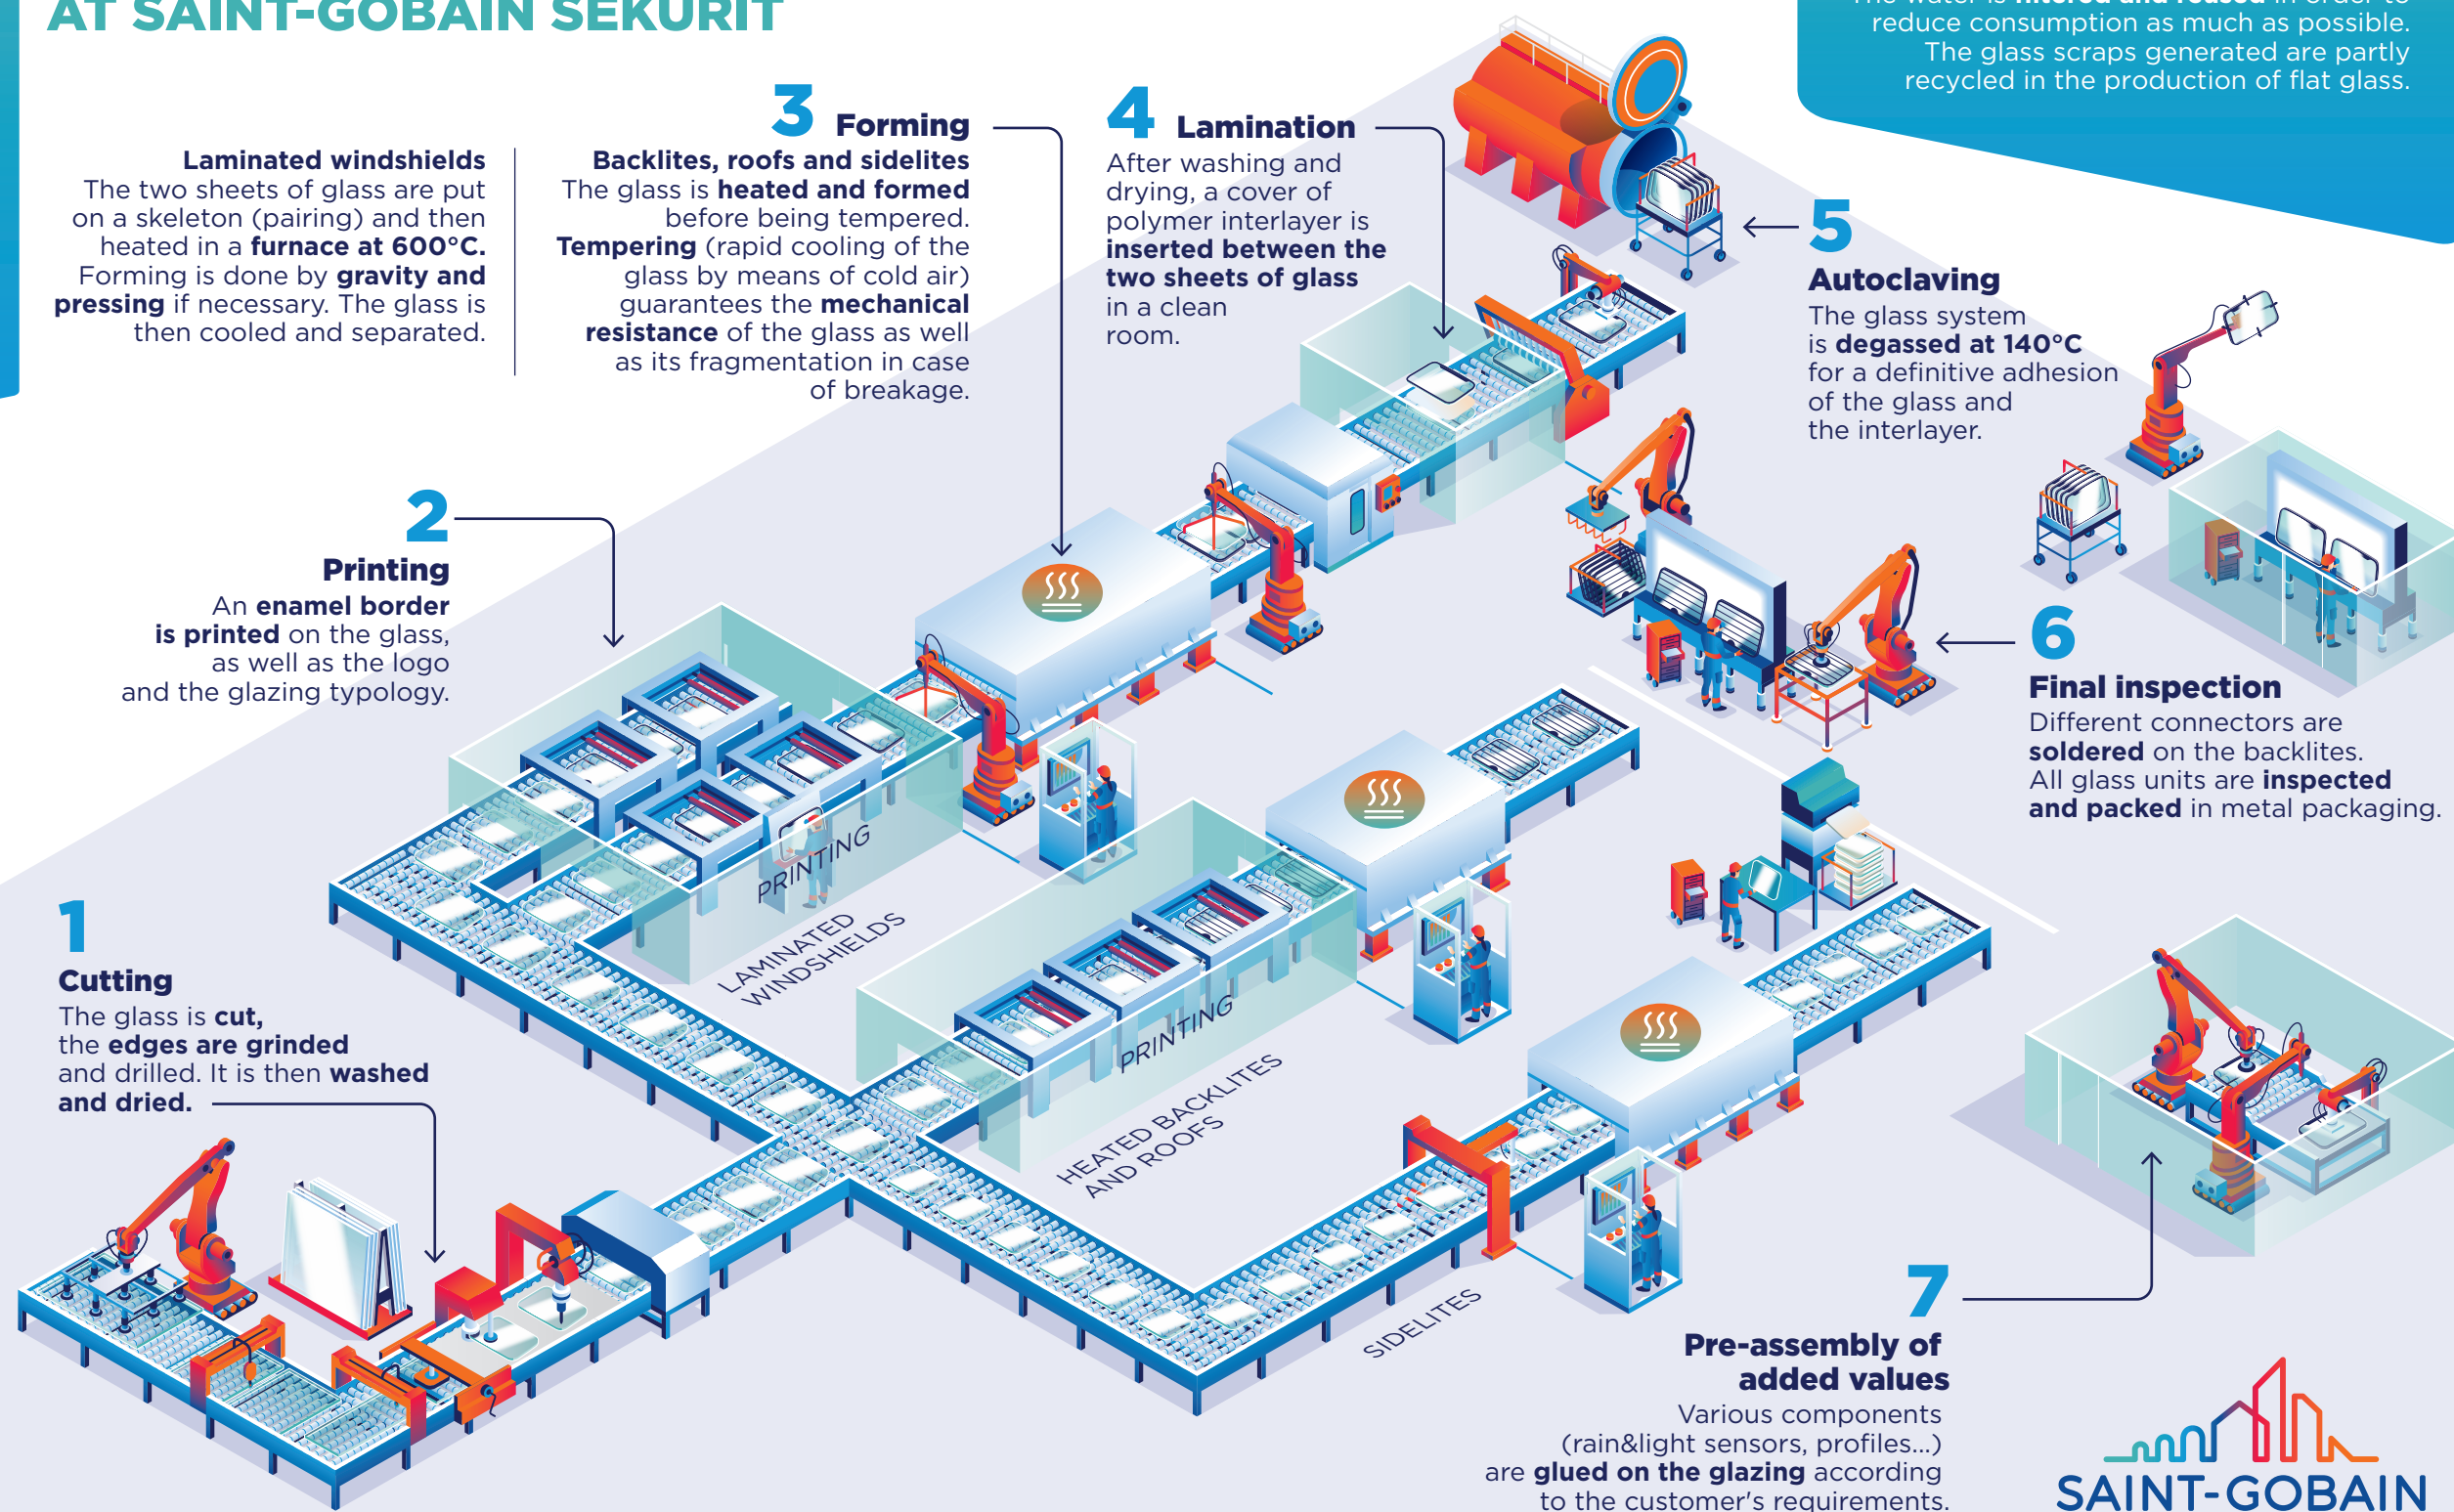 AT SAINT-GOBAIN SEKURIT
The water is filtered and reused in order to
reduce consumption as much as possible.
The glass scraps generated are partly
recycled in the production of flat glass.
3 Forming
Laminated windshields
The two sheets of glass are put
on a skeleton (pairing) and then
heated in a furnace at 600°C.
Forming is done by gravity and
pressing if necessary. The glass is
then cooled and separated.
Backlites, roofs and sidelites
The glass is heated and formed
before being tempered.
Tempering (rapid cooling of the
glass by means of cold air)
guarantees the mechanical
resistance of the glass as well
as its fragmentation in case
of breakage.
4 Lamination
After washing and
drying, a cover of
polymer interlayer is
inserted between the
two sheets of glass
in a clean
room.
5
Autoclaving
The glass system
is degassed at 140°C
for a definitive adhesion
of the glass and
the interlayer.
2
Printing
An enamel border
is printed on the glass,
as well as the logo
and the glazing typology.
6
Final inspection
Different connectors are
soldered on the backlites.
All glass units are inspected
and packed in metal packaging.
PRINTING
LAMINATED
WINDSHIELDS
1
Cutting
The glass is cut,
the edges are grinded
and drilled. It is then washed
and dried.
PRINTING
HEATED BACKLITES
AND ROOFS
SIDELITES
7
Pre-assembly of
added values
Various components
(rain&light sensors, profiles...)
are glued on the glazing according
to the customer's requirements.
SAINT-GOBAIN